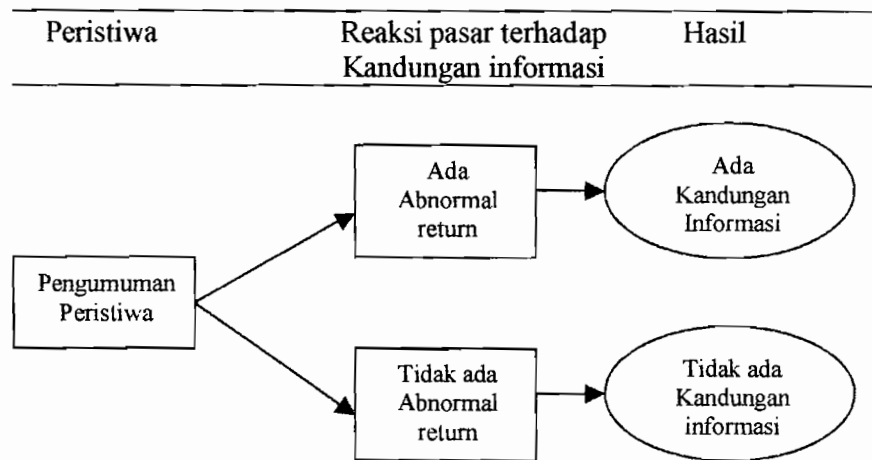 Peristiwa
Reaksi pasar terhadap
Kandungan informasi
Hasil
Ada
Abnormal
return
Ada
Kandungan
Informasi
Pengumuman
Peristiwa
Tidak ada
Abnormal
return
Tidak ada
Kandungan
informasi